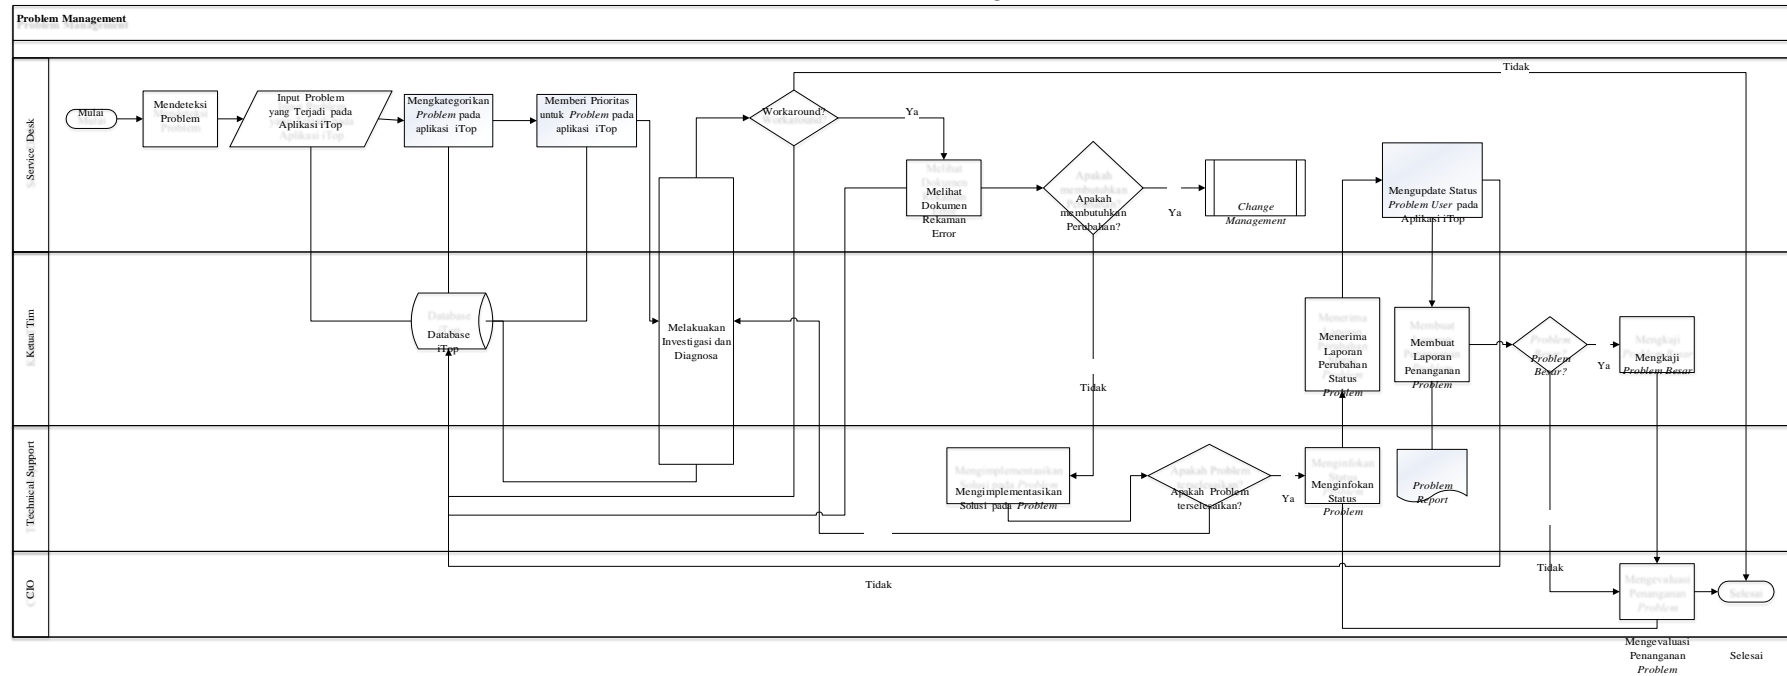 Problem Management
Service Desk
Mulai
Mendeteksi
Problem
Input Problem
yang Terjadi pada
Aplikasi iTop
Mengkategorikan
Problem pada
aplikasi iTop
Memberi Prioritas
untuk Problem pada
aplikasi iTop
Workaround?
Ya
Tidak
Melihat
Dokumen
Rekaman
Error
Apakah
membutuhkan
Perubahan?
Ya
Change
Management
Mengupdate Status
Problem User pada
Aplikasi iTop
Ketua Tim
Database
iTop
Melakuakan
Investigasi dan
Diagnosa
Tidak
Menerima
Laporan
Perubahan
Status
Problem
Membuat
Laporan
Penanganan
Problem
Problem
Besar?
Ya
Mengkaji
Problem Besar
Technical Support
Mengimplementasikan
Solusi pada Problem
Apakah Problem
terselesaikan?
Ya
Menginfokan
Status
Problem
Problem
Report
CIO
Tidak
Tidak
Mengevaluasi
Penanganan
Problem
Selesai